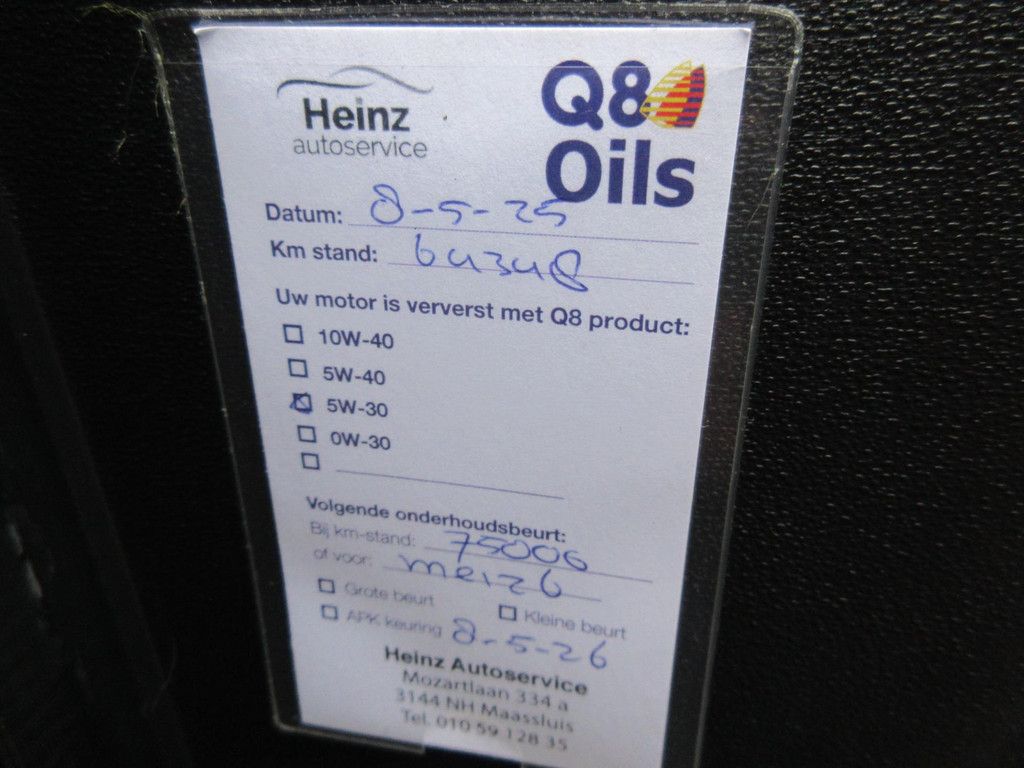 Heinz
autoservice
Q8
Oils
Datum: 8-5-25
Km stand: 64348
Uw motor is ververst met Q8 product:
10W-40
5W-40
5W-30
0W-30
Volgende onderhoudsbeurt:
Bij km-stand: 75000
of voor: mei 26
Grote beurt
Kleine beurt
APK keuring 8-5-26
Heinz Autoservice
Mozartlaan 334 a
3144 NH Maassluis
Tel. 010 59 128 35